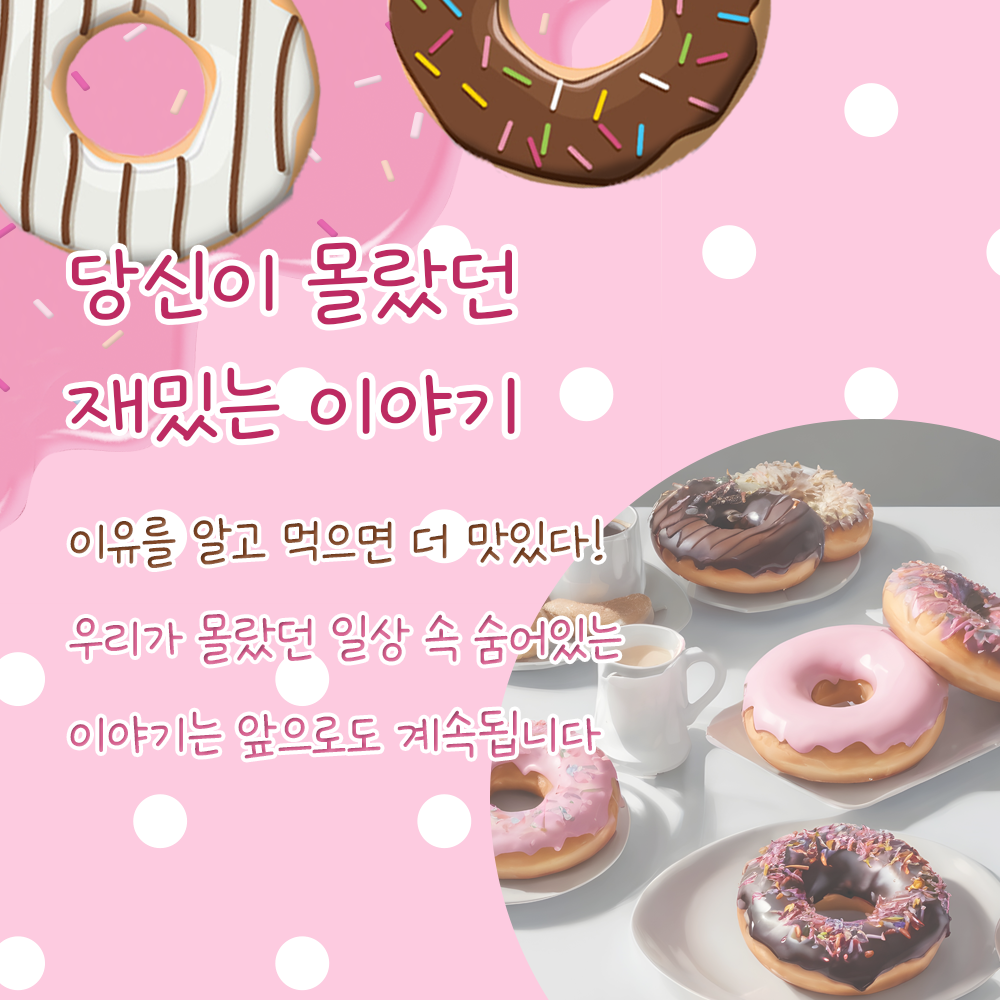 당신이 몰랐던
재밌는 이야기
이유를 알고 먹으면 더 맛있다!
우리가 몰랐던 일상 속 숨어있는
이야기는 앞으로도 계속됩니다